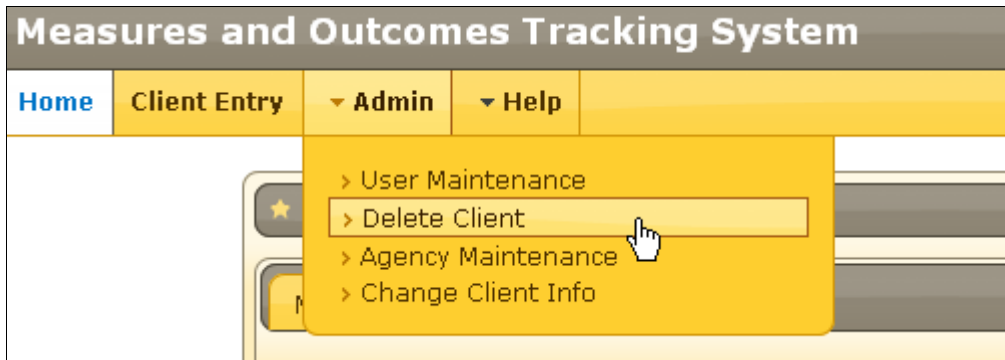 Measures and Outcomes Tracking System
Home Client Entry Admin Help
User Maintenance
Delete Client
Agency Maintenance
Change Client Info